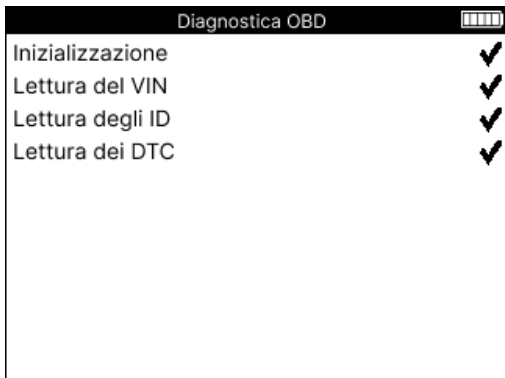 Diagnostica OBD
Inizializzazione
Lettura del VIN
Lettura degli ID
Lettura dei DTC